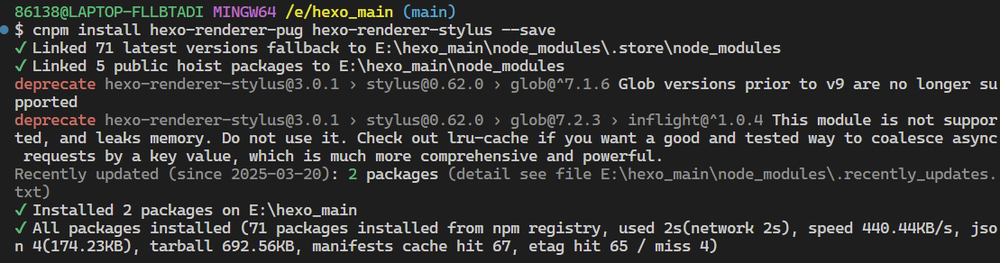 86138@LAPTOP-FLLBTADI MINGW64 /e/hexo_main (main)
$ cnpm install hexo-renderer-pug hexo-renderer-stylus --save
✓ Linked 71 latest versions fallback to E:\hexo_main\node_modules\.store\node_modules
✓ Linked 5 public hoist packages to E:\hexo_main\node_modules
deprecate hexo-renderer-stylus@3.0.1 › stylus@0.62.0 › glob@^7.1.6 Glob versions prior to v9 are no longer su
pported
deprecate hexo-renderer-stylus@3.0.1 › stylus@0.62.0 › glob@7.2.3 › inflight@^1.0.4 This module is not suppor
ted, and leaks memory. Do not use it. Check out lru-cache if you want a good and tested way to coalesce async
 requests by a key value, which is much more comprehensive and powerful.
Recently updated (since 2025-03-20): 2 packages (detail see file E:\hexo_main\node_modules\.recently_updates.
txt)
✓ Installed 2 packages on E:\hexo_main
✓ All packages installed (71 packages installed from npm registry, used 2s(network 2s), speed 440.44KB/s, jso
n 4(174.23KB), tarball 692.56KB, manifests cache hit 67, etag hit 65 / miss 4)